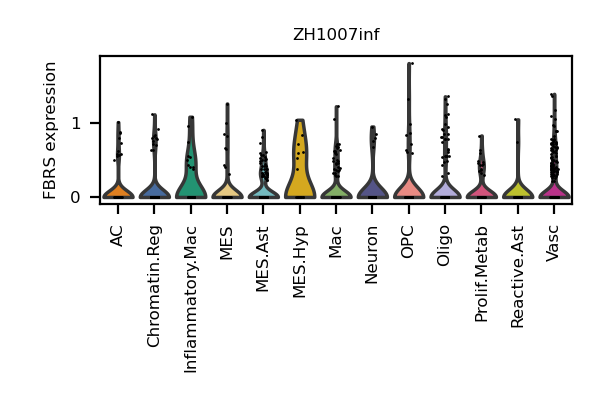 ZH1007inf
FBRS expression
1
0
AC
Chromatin.Reg
Inflammatory.Mac
MES
MES.Ast
MES.Hyp
Mac
Neuron
OPC
Oligo
Prolif.Metab
Reactive.Ast
Vasc